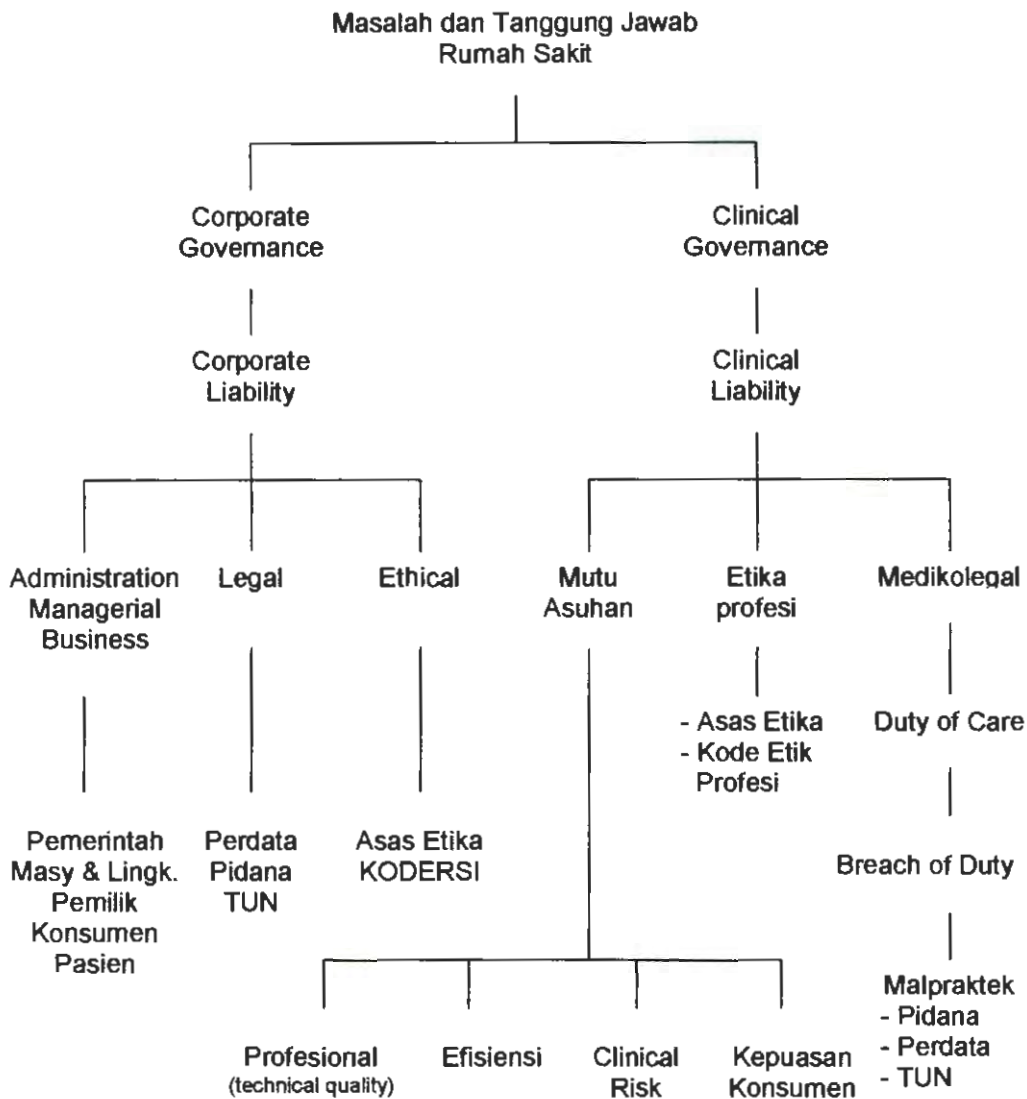 Masalah dan Tanggung Jawab
Rumah Sakit
Corporate
Governance
Clinical
Governance
Corporate
Liability
Clinical
Liability
Administration
Managerial
Business
Legal
Ethical
Mutu
Asuhan
Etika
profesi
Medikolegal
- Asas Etika
- Kode Etik
Profesi
Duty of Care
Pemerintah
Masy & Lingk.
Pemilik
Konsumen
Pasien
Perdata
Pidana
TUN
Asas Etika
KODERSI
Breach of Duty
Profesional
(technical quality)
Efisiensi
Clinical
Risk
Kepuasan
Konsumen
Malpraktek
- Pidana
- Perdata
- TUN